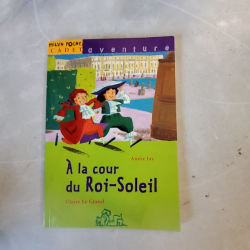 MILAN POCHE
CADET
aventure
Annie Jay
À la cour
du Roi-Soleil
Claire Le Grand